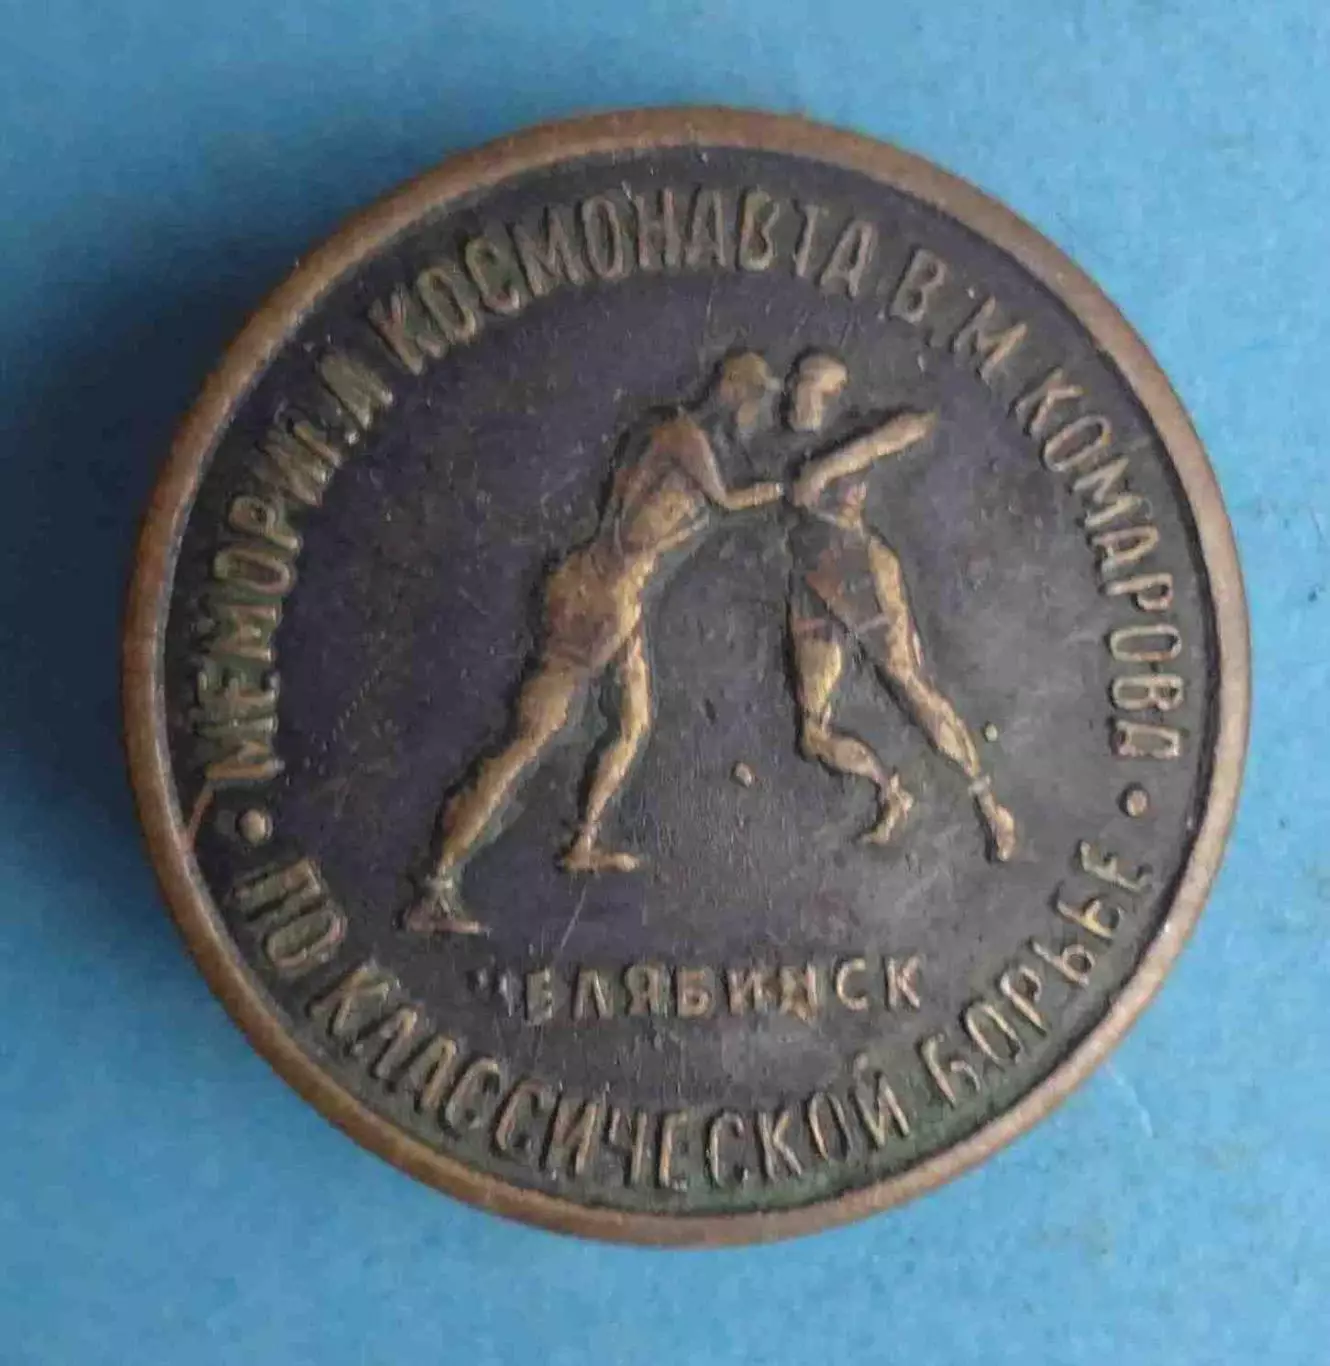 МЕМОРИАЛ КОСМОНАВТА В.М КОМАРОВА
ЧЕЛЯБИНСК
• ПО КЛАССИЧЕСКОЙ БОРЬБЕ •